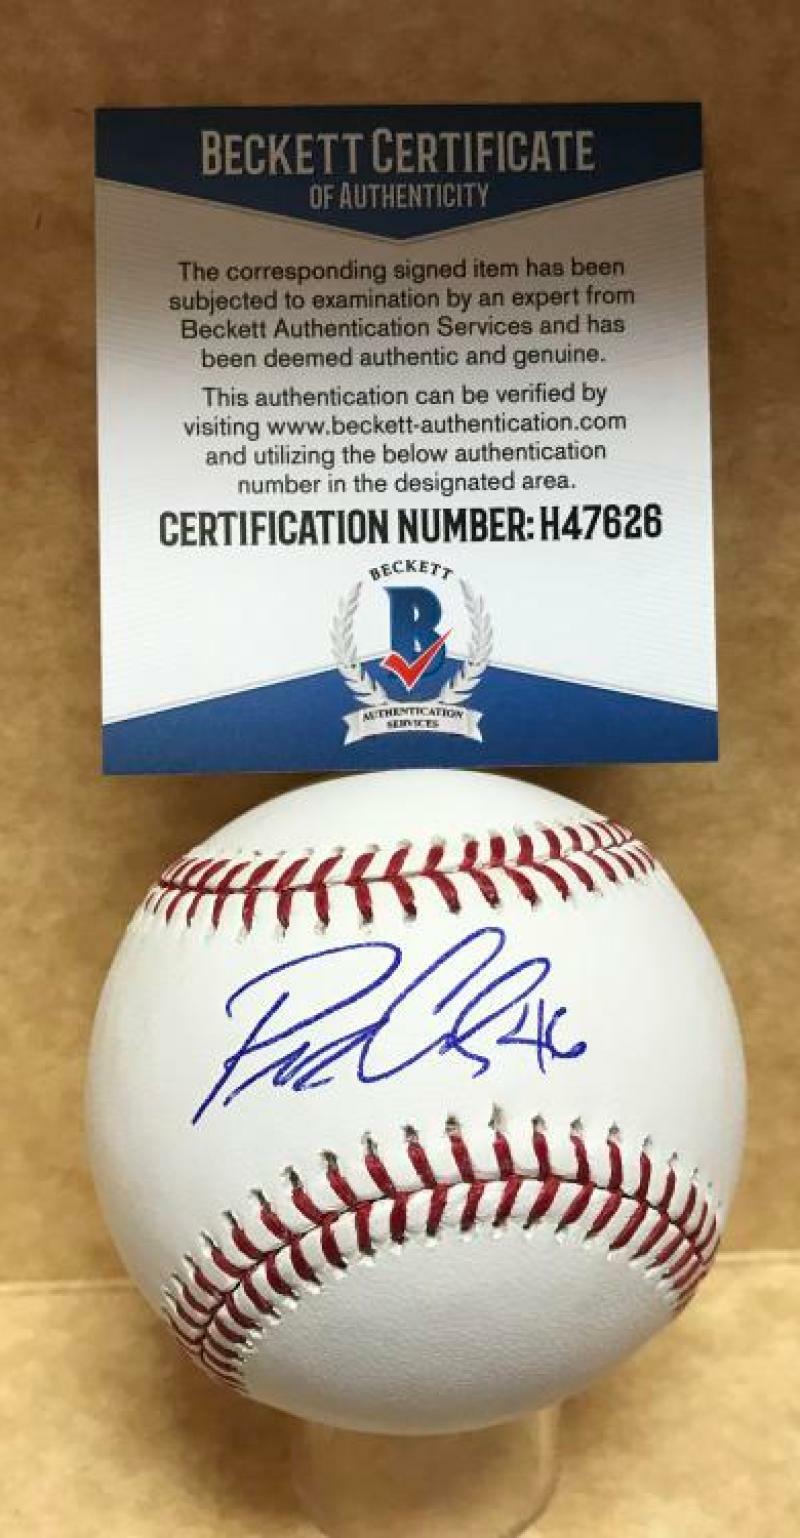 BECKETT CERTIFICATE
OF AUTHENTICITY
The corresponding signed item has been
subjected to examination by an expert from
Beckett Authentication Services and has
been deemed authentic and genuine.
This authentication can be verified by
visiting www.beckett-authentication.com
and utilizing the below authentication
number in the designated area.
CERTIFICATION NUMBER: H47626
BECKETT
B
AUTHENTICATION
SERVICES
46